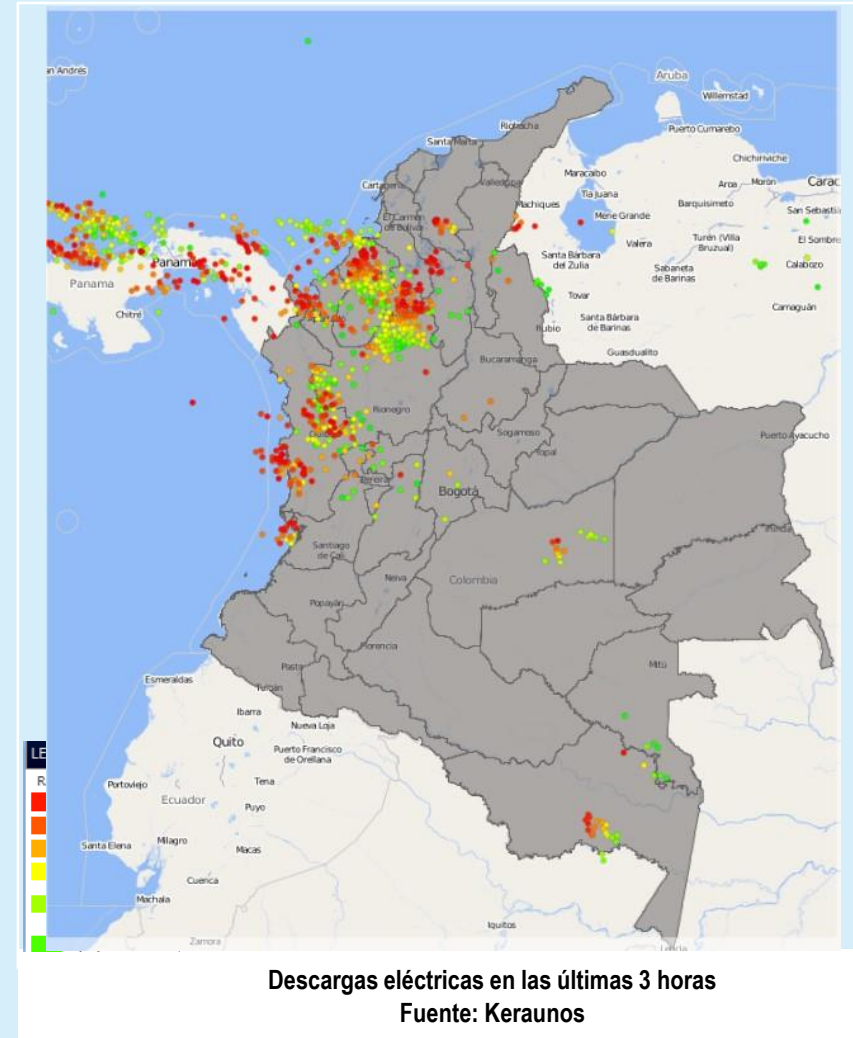 San Andrés
Aruba
Willemstad
Riohacha
Puerto Cumarebo
Santa Marta
Chichiriviche
Maracaibo
Cartagena
Valledupar
Aroa
Morón
Carac
Tía Juana
Machiques
Barquisimeto
San Sebastiá
El Carmen
de Bolívar
Mene Grande
Turén (Villa
Bruzual)
El Sombre
Valera
Panamá
Santa Bárbara
del Zulia
Sabaneta
de Barinas
Calabozo
Panama
Tovar
Camaguán
Chitré
Santa Bárbara
de Barinas
Rubio
Guasdualito
Bucaramanga
Rionegro
Puerto Ayacucho
Sogamoso
Yopal
Pereira
Bogotá
Inírida
Santiago
de Cali
Neiva
Colombia
Popayán
Florencia
Mitú
Pasto
Esmeraldas
Tulcán
Ibarra
Nueva Loja
Quito
Puerto Francisco
de Orellana
LE
R
Portoviejo
Tena
Ecuador
Puyo
Santa Elena
Milagro
Macas
Cuenca
Machala
Iquitos
Zamora
Leticia
Descargas eléctricas en las últimas 3 horas
Fuente: Keraunos